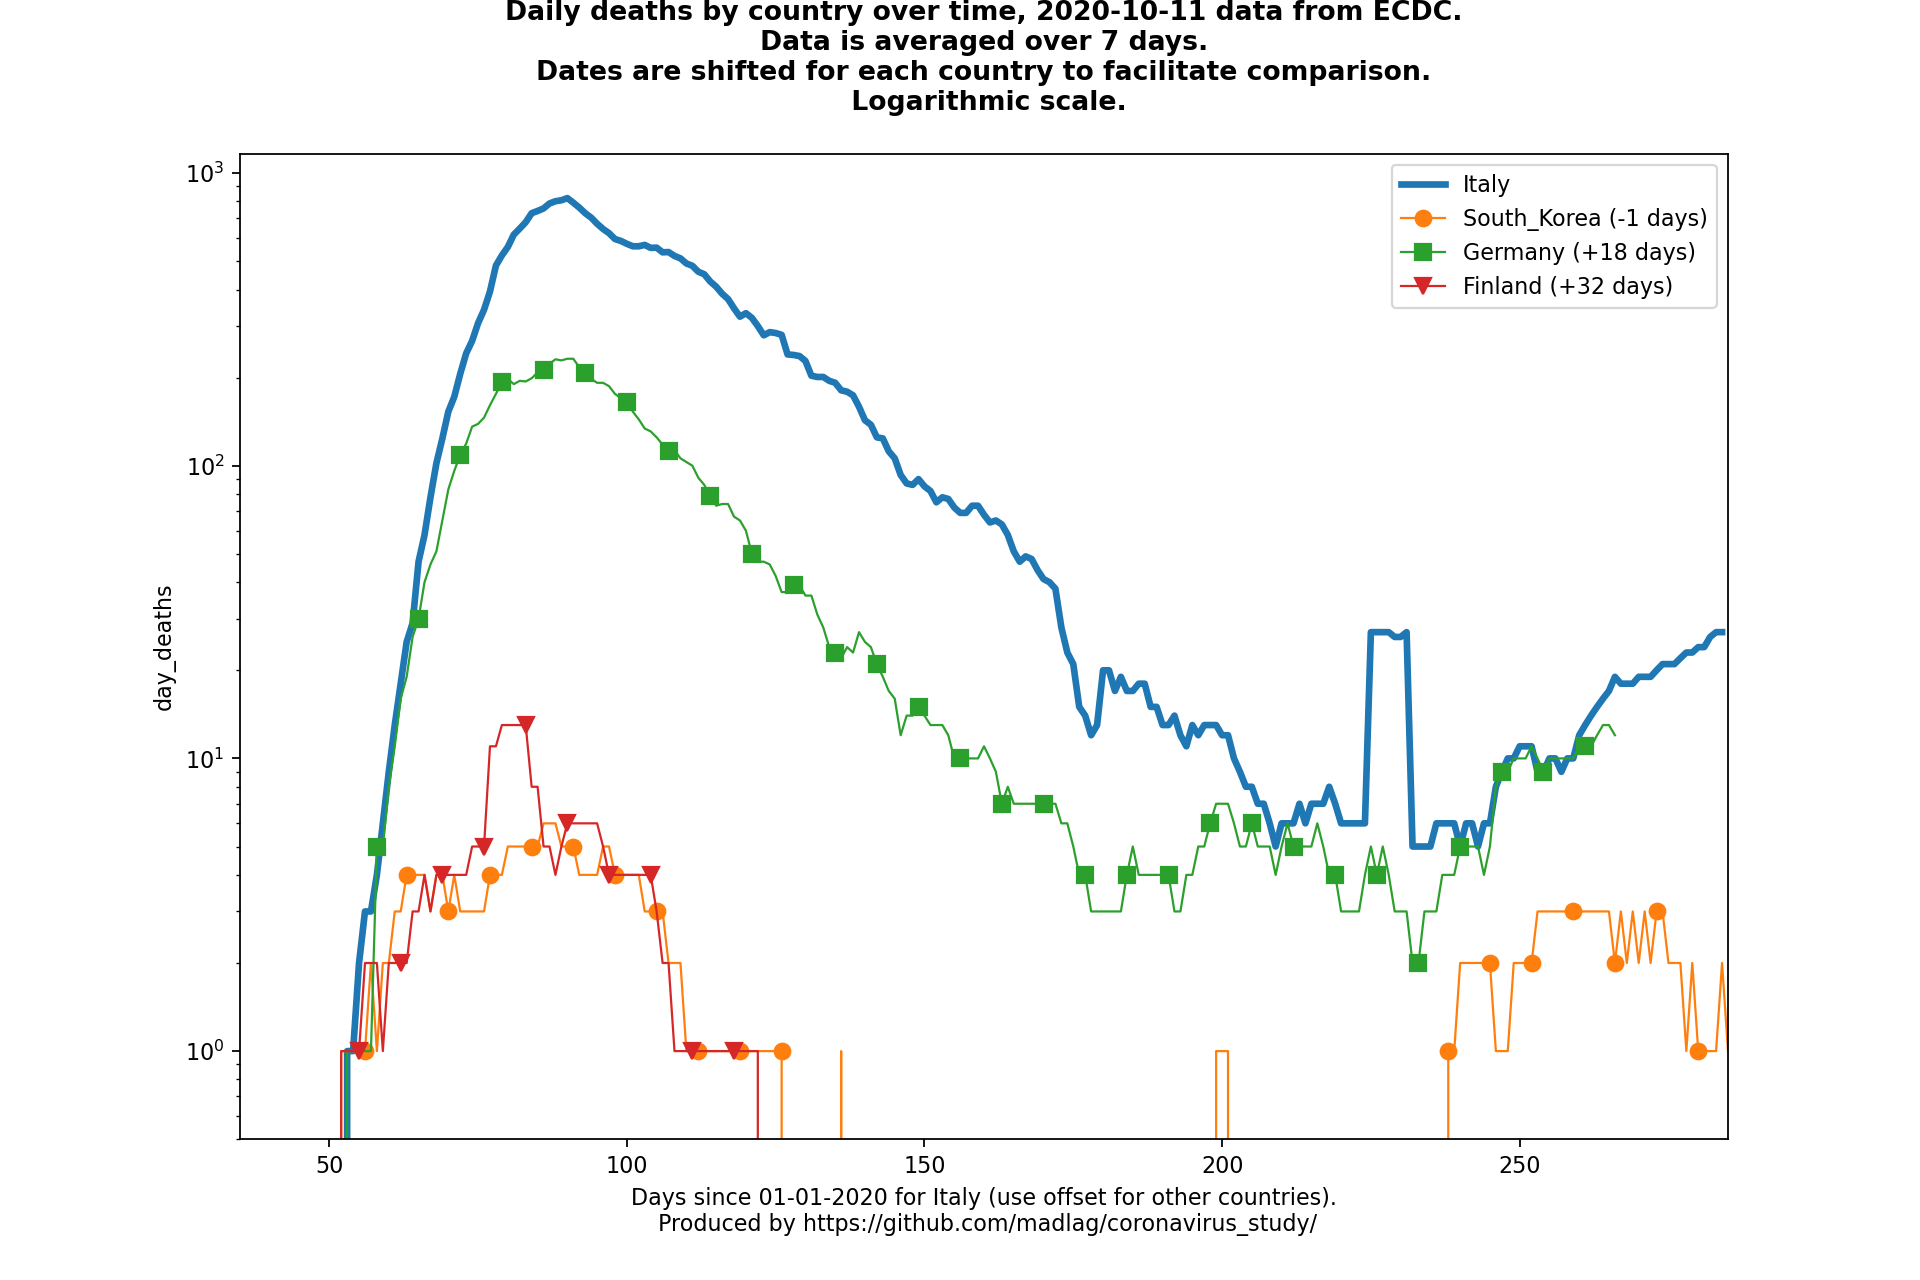 Daily deaths by country over time, 2020-10-11 data from ECDC.
Data is averaged over 7 days.
Dates are shifted for each country to facilitate comparison.
Logarithmic scale.
10³
10²
10¹
10⁰
day_deaths
Italy
South_Korea (-1 days)
Germany (+18 days)
Finland (+32 days)
50 100 150 200 250
Days since 01-01-2020 for Italy (use offset for other countries).
Produced by https://github.com/madlag/coronavirus_study/